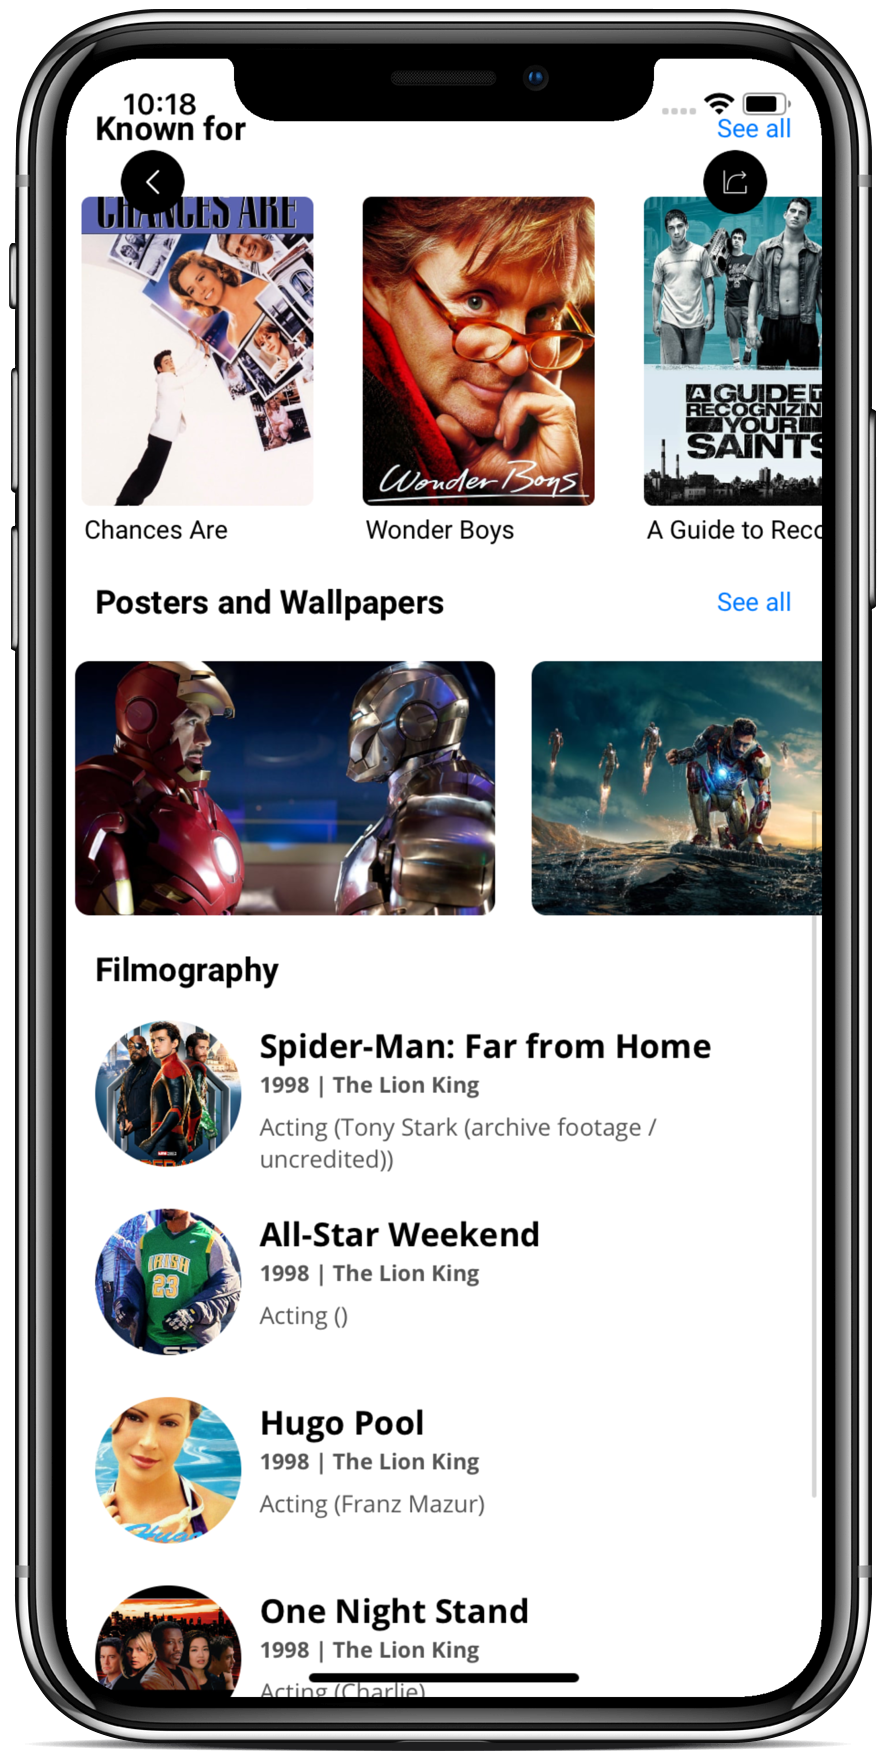 10:18
Known for
See all
CHANCES ARE
Wonder Boys
A GUIDE T
RECOGNIZIN
YOUR
SAINTS
Chances Are
Wonder Boys
A Guide to Reco
Posters and Wallpapers
See all
Filmography
Spider-Man: Far from Home
1998 | The Lion King
Acting (Tony Stark (archive footage /
uncredited))
All-Star Weekend
1998 | The Lion King
Acting ()
IRISH
23
Hugo Pool
1998 | The Lion King
Acting (Franz Mazur)
One Night Stand
1998 | The Lion King
Acting (Charlie)